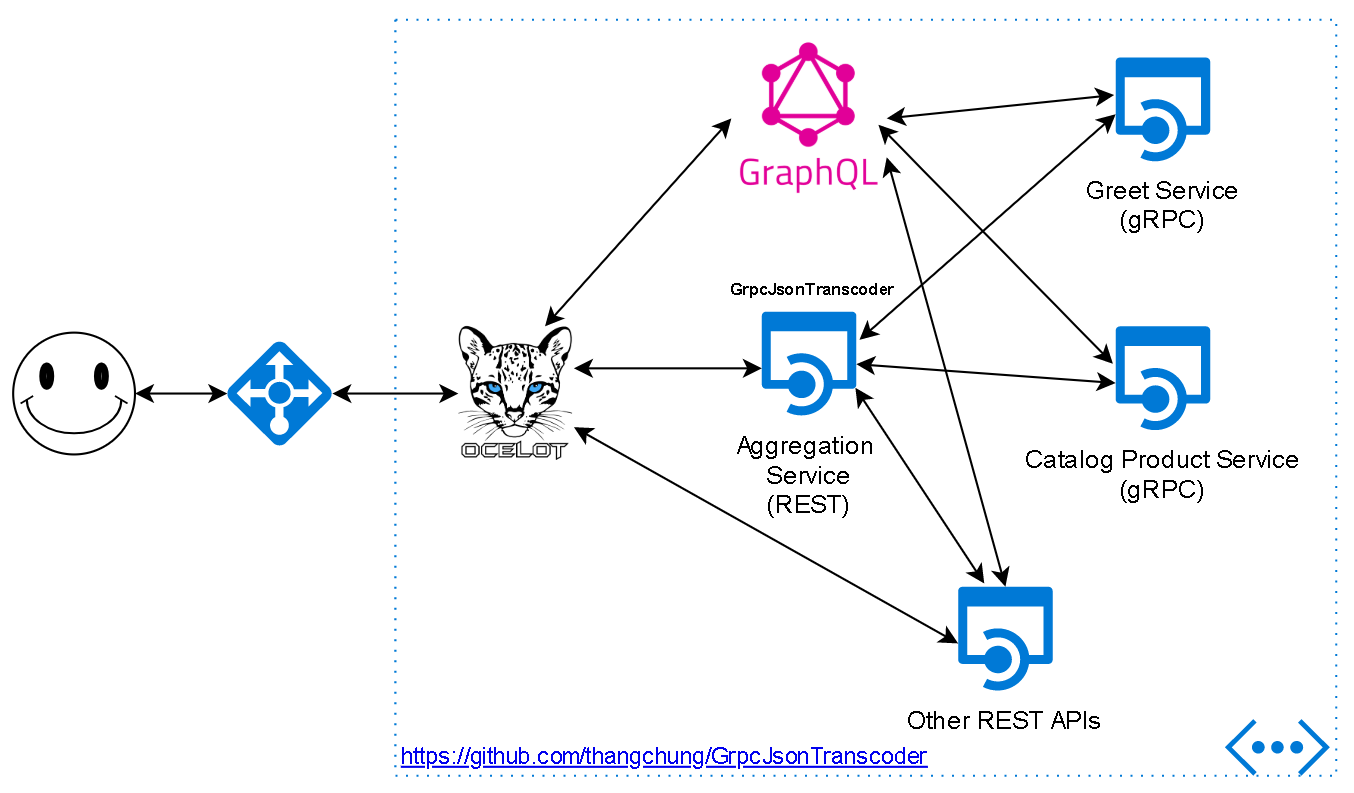 GraphQL
Greet Service
(gRPC)
GrpcJsonTranscoder
OCELOT
Aggregation
Service
(REST)
Catalog Product Service
(gRPC)
Other REST APIs
https://github.com/thangchung/GrpcJsonTranscoder